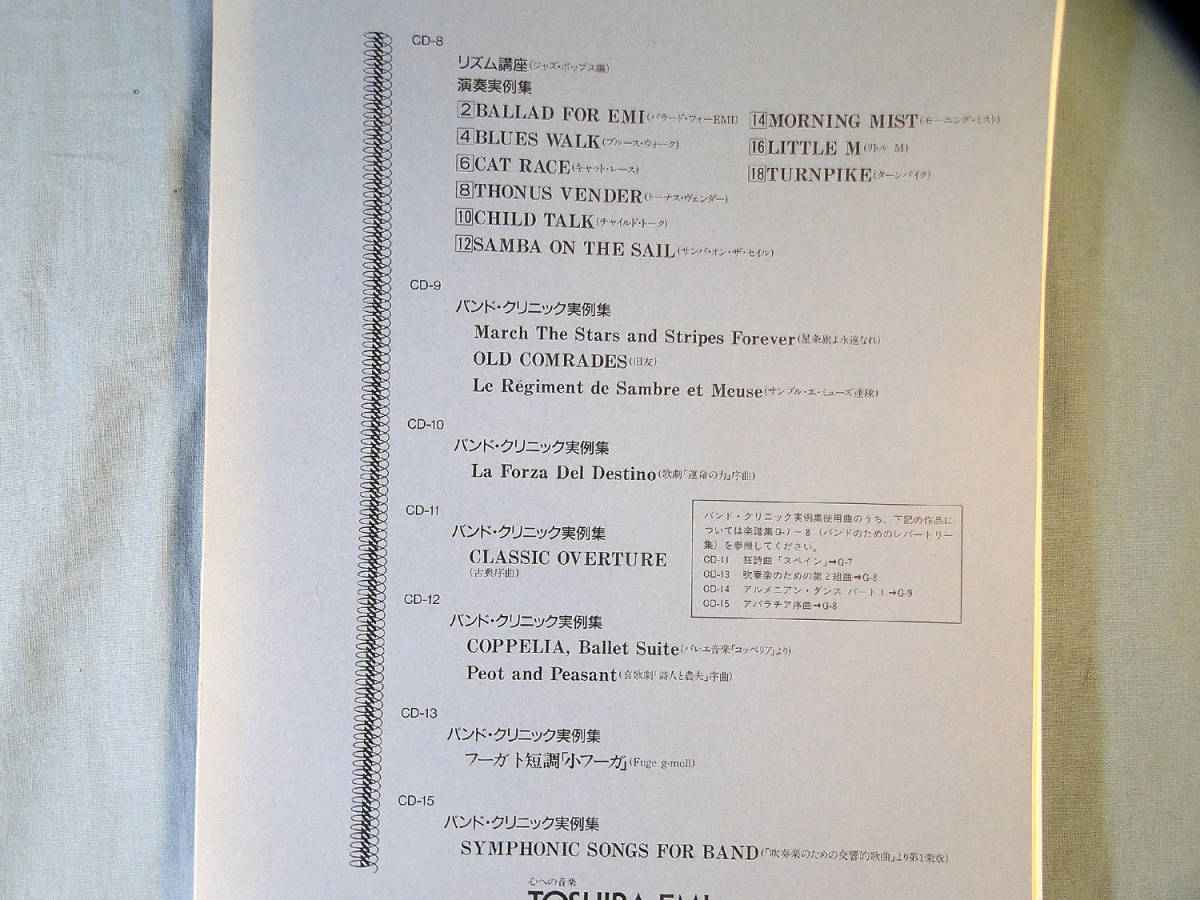 CD-8
リズム講座(ジャズ・ポップス編)
演奏実例集
2 BALLAD FOR EMI(バラード・フォーEMI)
4 BLUES WALK(ブルース・ウォーク)
6 CAT RACE(キャット・レース)
8 THONUS VENDER(トーナス・ヴェンダー)
10 CHILD TALK(チャイルド・トーク)
12 SAMBA ON THE SAIL(サンバ・オン・ザ・セイル)
14 MORNING MIST(モーニング・ミスト)
16 LITTLE M(リトル M)
18 TURNPIKE(ターンパイク)
CD-9
バンド・クリニック実例集
March The Stars and Stripes Forever(星条旗よ永遠なれ)
OLD COMRADES(旧友)
Le Régiment de Sambre et Meuse(サンブル・エ・ミューズ連隊)
CD-10
バンド・クリニック実例集
La Forza Del Destino(歌劇「運命の力」序曲)
CD-11
バンド・クリニック実例集
CLASSIC OVERTURE
(古典序曲)
バンド・クリニック実例集使用曲のうち、下記の作品に
ついては楽譜集G-7〜8(バンドのためのレパートリー
集)を参照してください。
CD-11 狂詩曲「スペイン」→G-7
CD-13 吹奏楽のための第2組曲→G-8
CD-14 アルメニアン・ダンス パートI→G-9
CD-15 アパラチア序曲→G-8
CD-12
バンド・クリニック実例集
COPPELIA, Ballet Suite(バレエ音楽「コッペリア」より)
Peot and Peasant(喜歌劇「詩人と農夫」序曲)
CD-13
バンド・クリニック実例集
フーガト短調「小フーガ」(Fuge g-moll)
CD-15
バンド・クリニック実例集
SYMPHONIC SONGS FOR BAND(「吹奏楽のための交響的歌曲」より第1楽章)
心への音楽
TOSHIBA EMI